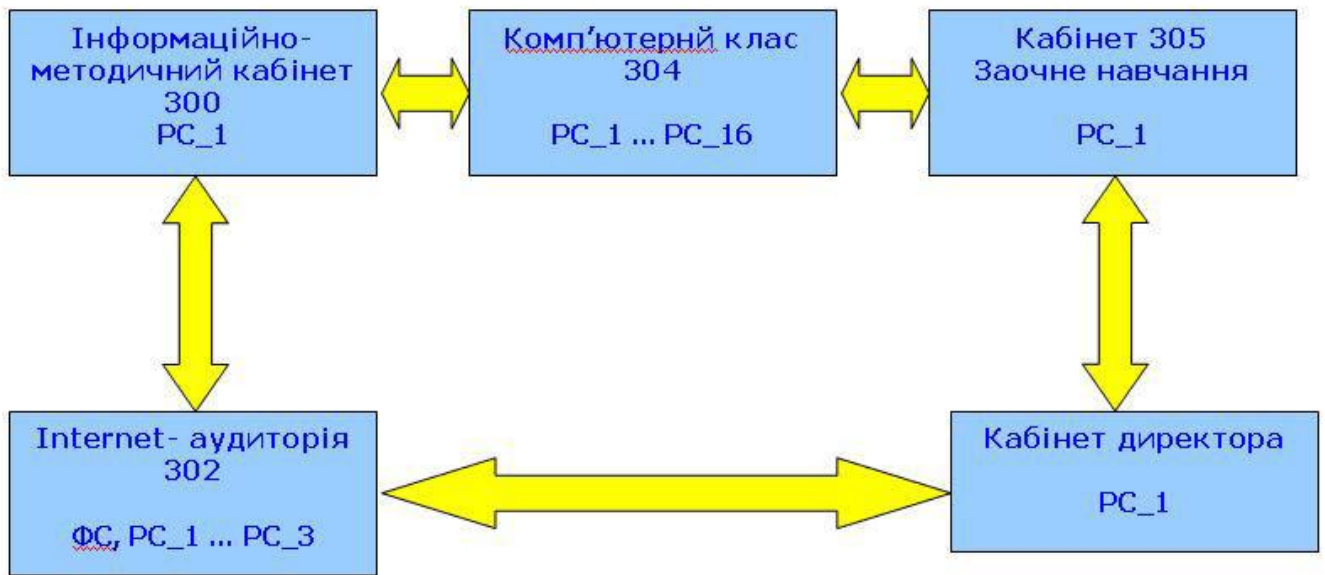 Інформаційно-
методичний кабінет
300
PC_1
Комп'ютернй клас
304
PC_1 ... PC_16
Кабінет 305
Заочне навчання
PC_1
Internet- аудиторія
302
ФС, PC_1 ... PC_3
Кабінет директора
PC_1